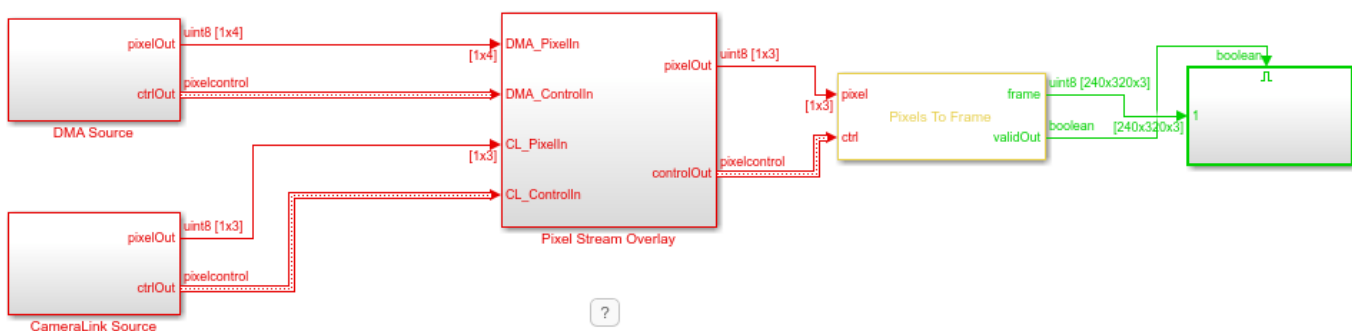 pixelOut
uint8 [1x4]
ctrlOut
pixelcontrol
DMA Source
[1x4]
DMA_PixelIn
DMA_ControlIn
CL_PixelIn
[1x3]
CL_ControlIn
pixelOut
controlOut
Pixel Stream Overlay
pixelOut
uint8 [1x3]
ctrlOut
pixelcontrol
CameraLink Source
uint8 [1x3]
[1x3]
pixelcontrol
pixel
ctrl
Pixels To Frame
frame
validOut
uint8 [240x320x3]
boolean
[240x320x3]
boolean
1
?